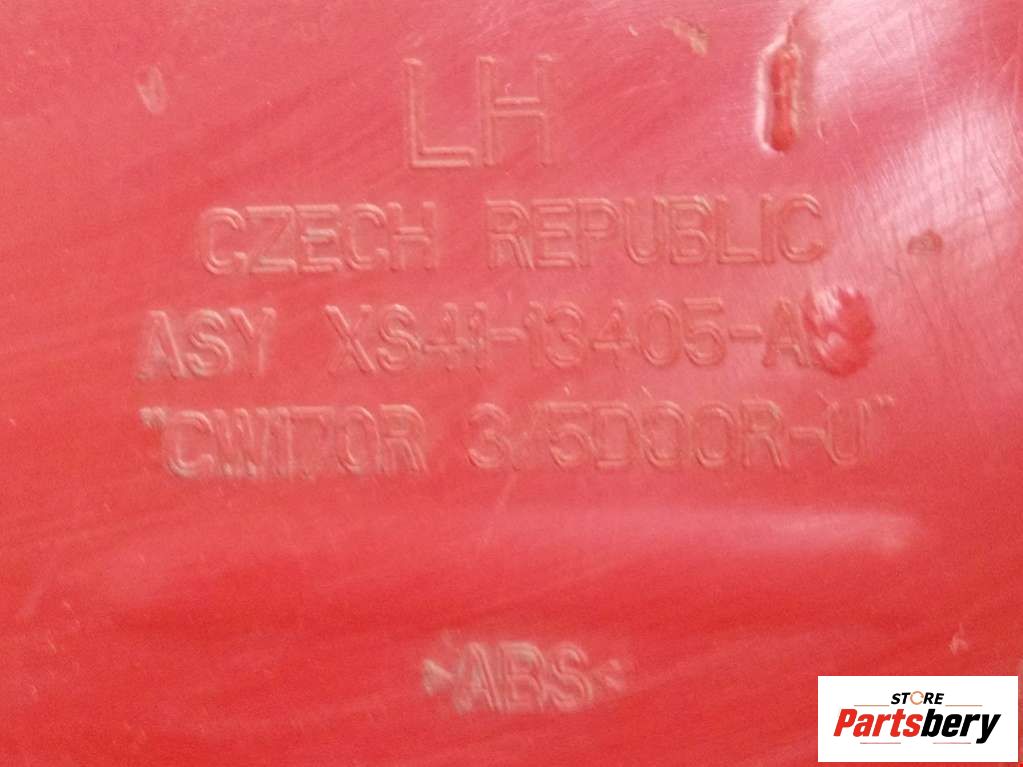 LH
CZECH REPUBLIC
ASY XS41-13405-A
"CW170R 3/5DOOR-U"
>ABS<
STORE
Partsbery